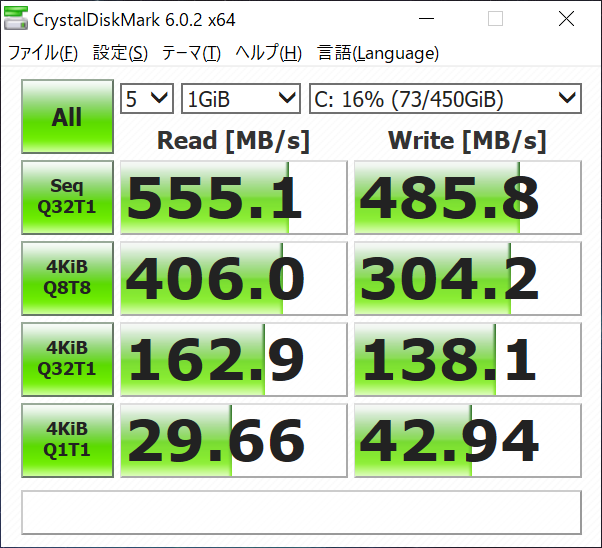 CrystalDiskMark 6.0.2 x64
ファイル(F) 設定(S) テーマ(T) ヘルプ(H) 言語(Language)
All 5 1GiB C: 16% (73/450GiB)
Read [MB/s] Write [MB/s]
Seq
Q32T1
555.1 485.8
4KiB
Q8T8
406.0 304.2
4KiB
Q32T1
162.9 138.1
4KiB
Q1T1
29.66 42.94